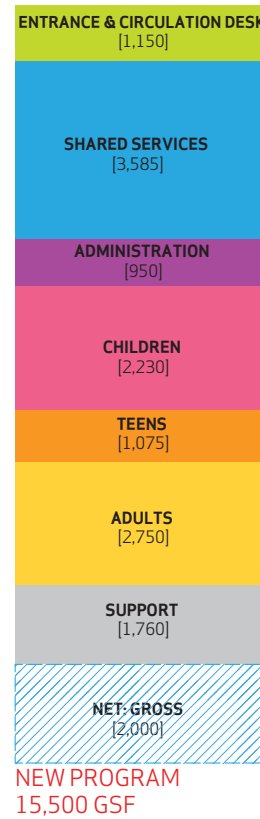 ENTRANCE & CIRCULATION DESK
[1,150]
SHARED SERVICES
[3,585]
ADMINISTRATION
[950]
CHILDREN
[2,230]
TEENS
[1,075]
ADULTS
[2,750]
SUPPORT
[1,760]
NET: GROSS
[2,000]
NEW PROGRAM
15,500 GSF